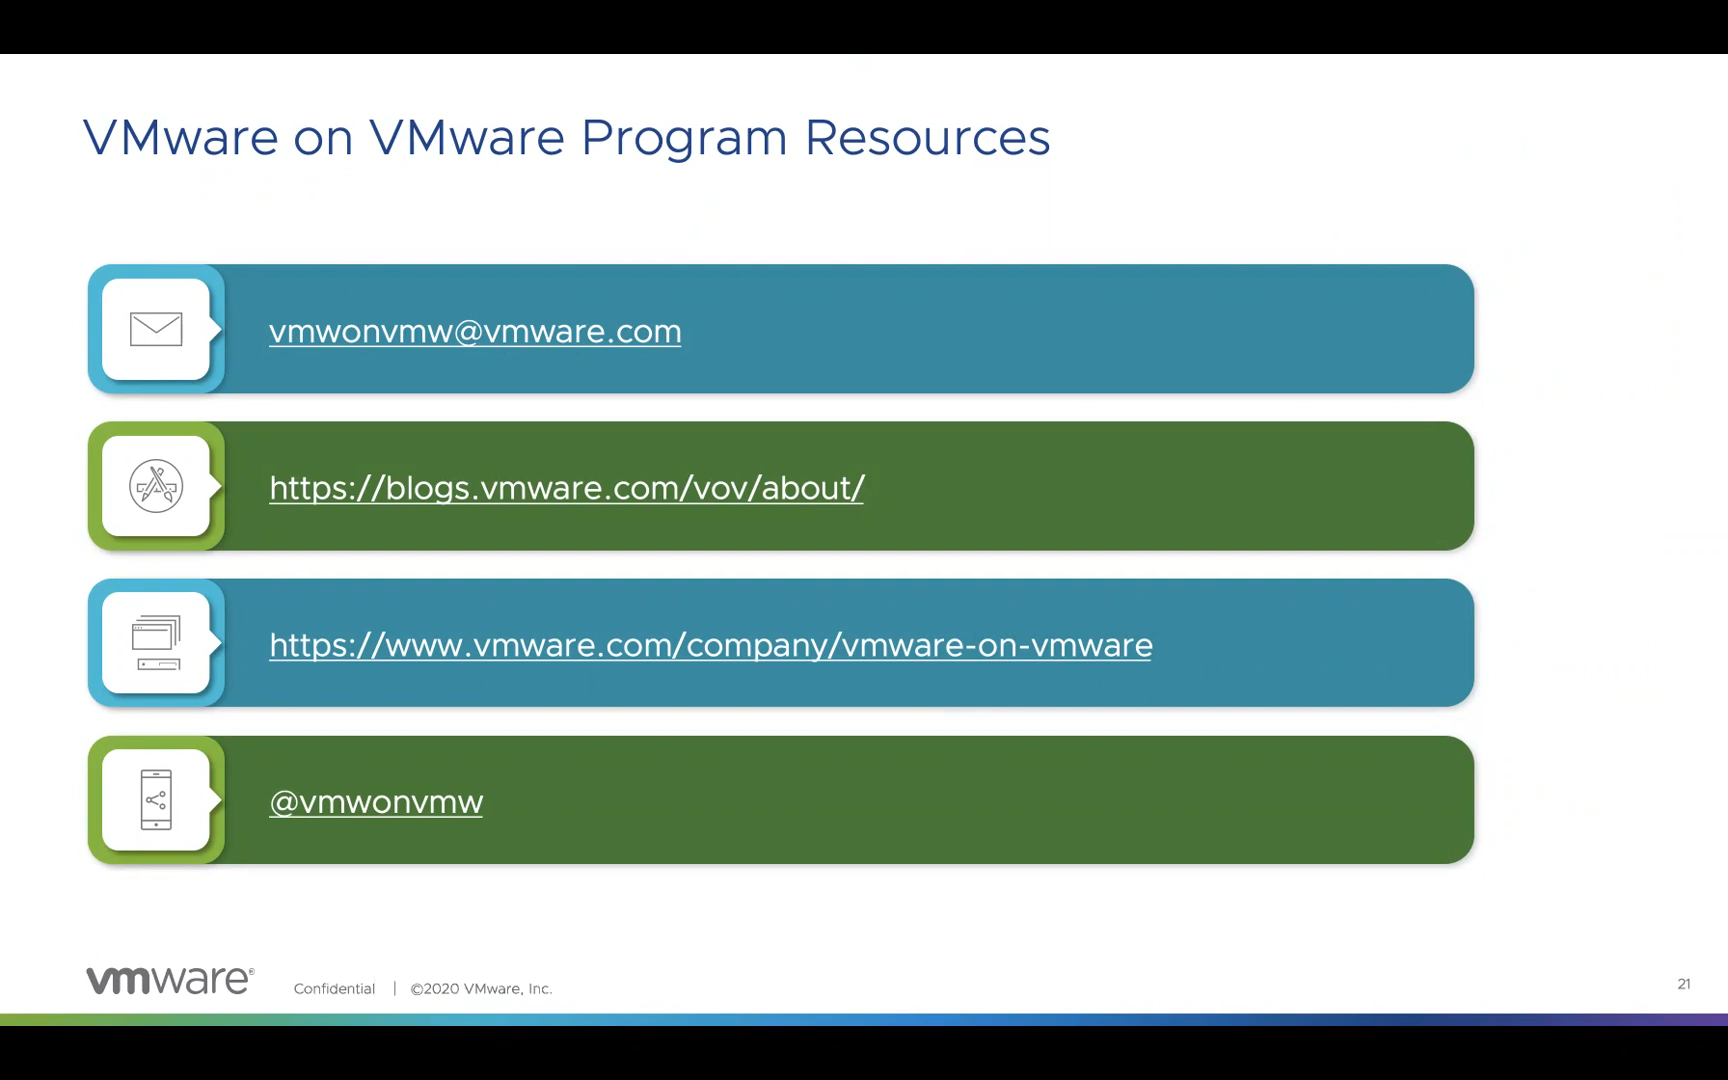 VMware on VMware Program Resources
vmwonvmw@vmware.com
https://blogs.vmware.com/vov/about/
https://www.vmware.com/company/vmware-on-vmware
@vmwonvmw
vmware® Confidential | ©2020 VMware, Inc. 21